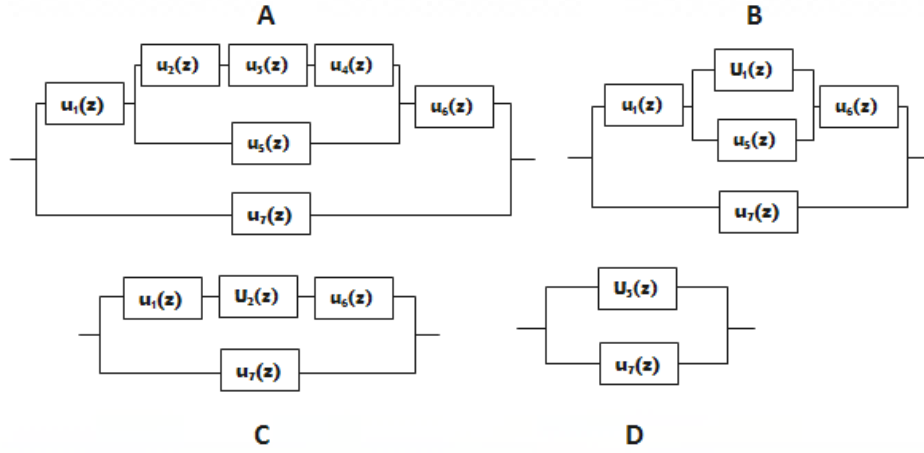 A
B
u₂(z) u₃(z) u₄(z)
U₁(z)
u₁(z)
u₆(z)
u₁(z)
u₆(z)
u₅(z)
u₅(z)
u₇(z)
u₇(z)
u₁(z) U₂(z) u₆(z)
U₃(z)
u₇(z)
u₇(z)
C
D